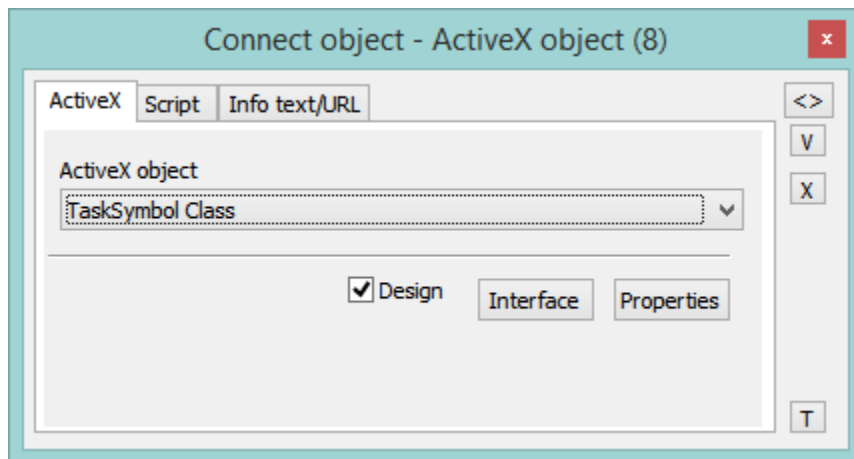 Connect object - ActiveX object (8)
x
ActiveX
Script
Info text/URL
<>
V
X
ActiveX object
TaskSymbol Class
Design
Interface
Properties
T